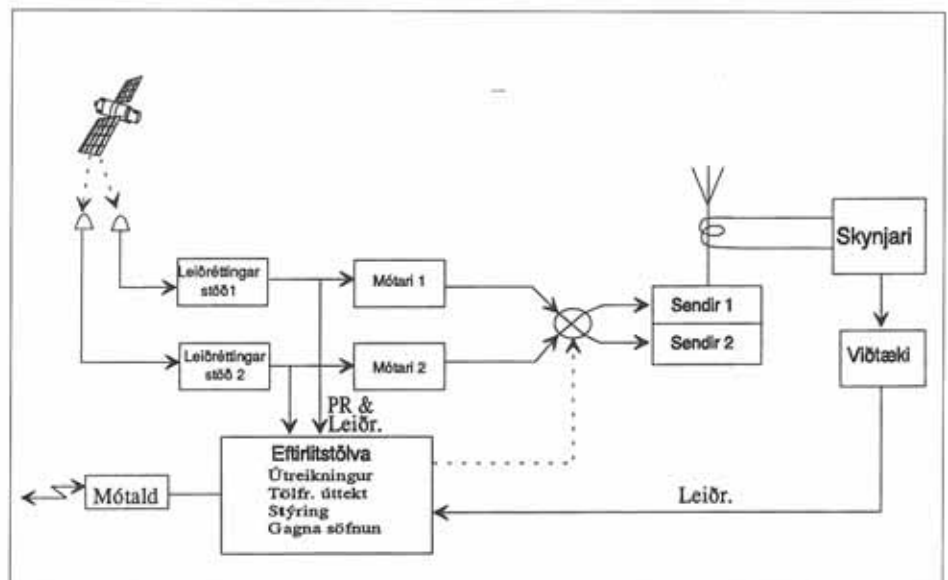 Leiðréttingar
stöð1
Mótari 1
Sendir 1
Sendir 2
Skynjari
Leiðréttingar
stöð 2
Mótari 2
Viðtæki
PR &
Leiðr.
Eftirlitstölva
Útreikningur
Tölfr. úttekt
Stýring
Gagna söfnun
Mótald
Leiðr.